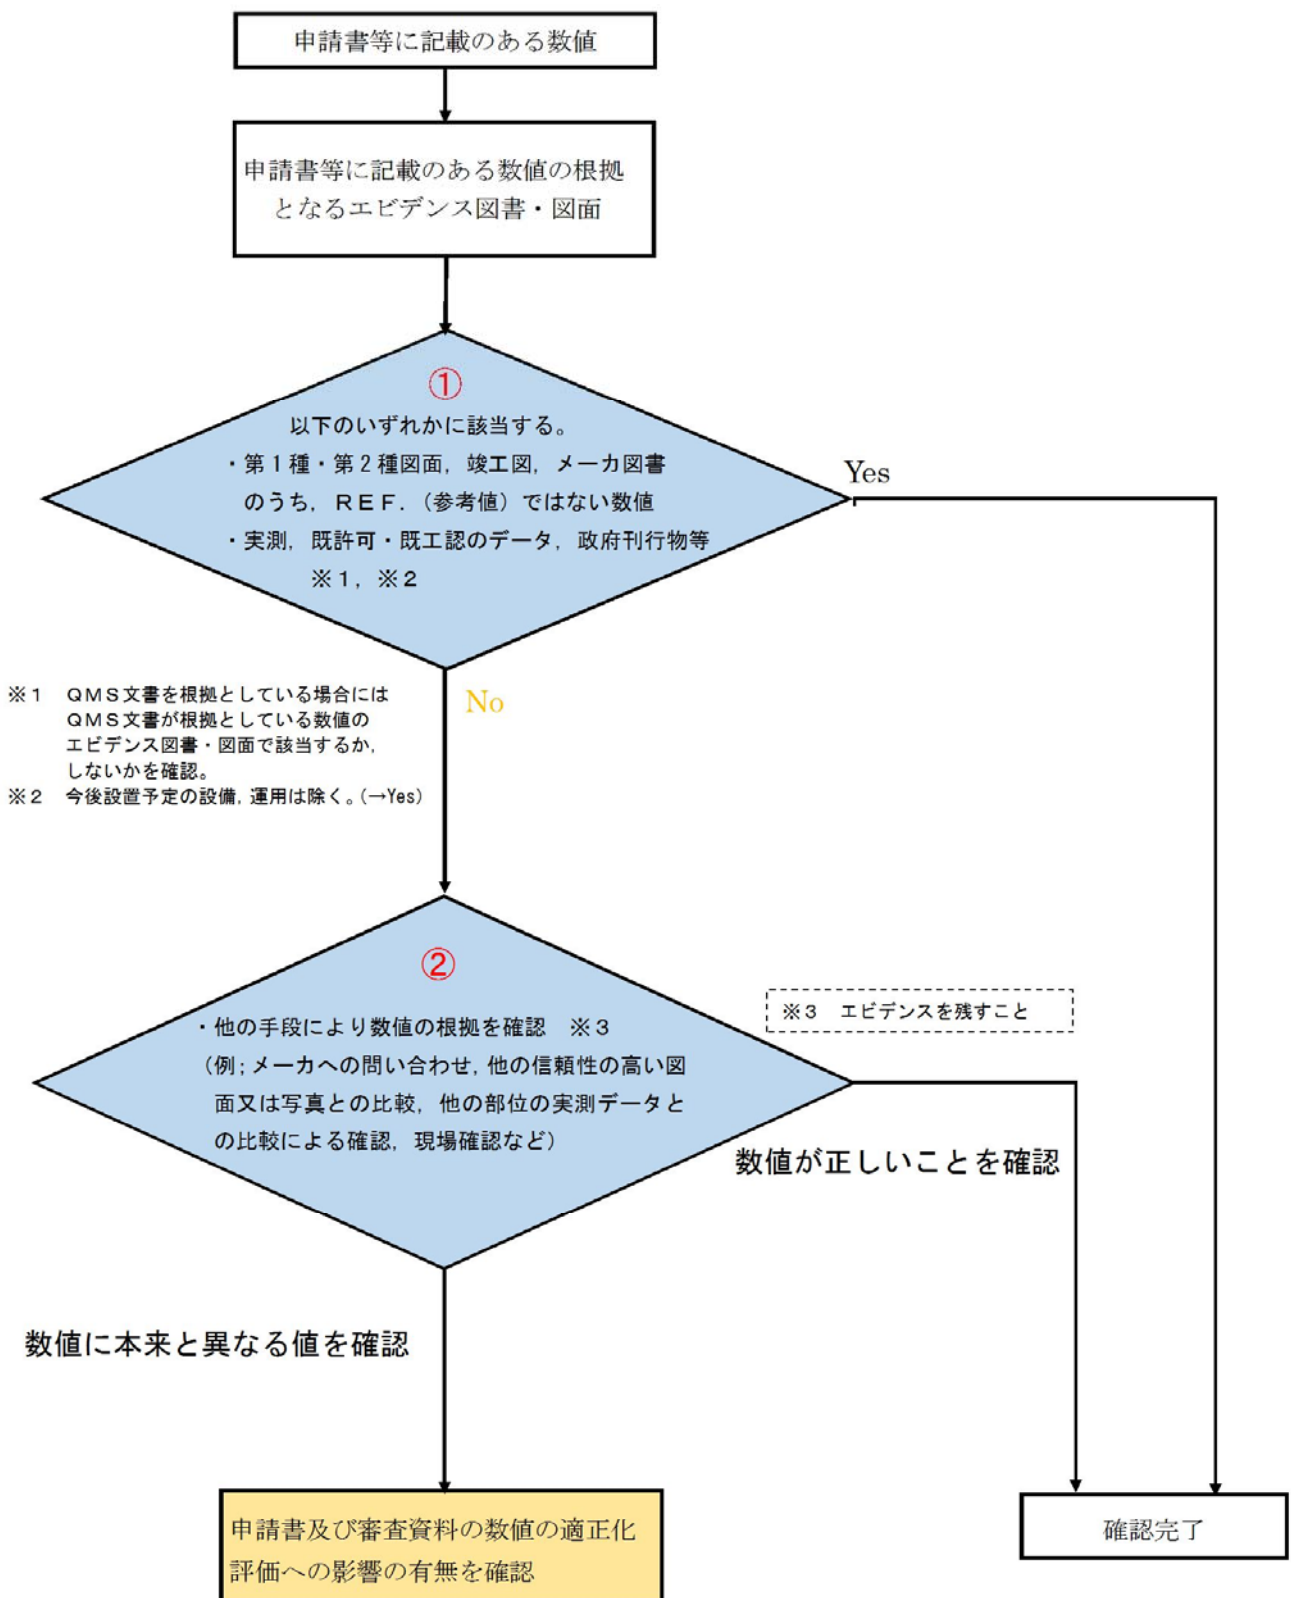 申請書等に記載のある数値
申請書等に記載のある数値の根拠
となるエビデンス図書・図面
①
以下のいずれかに該当する。
・第１種・第２種図面，竣工図，メーカ図書
のうち，ＲＥＦ．（参考値）ではない数値
・実測，既許可・既工認のデータ，政府刊行物等
※１，※２
Yes
No
※１　ＱＭＳ文書を根拠としている場合には
ＱＭＳ文書が根拠としている数値の
エビデンス図書・図面で該当するか，
しないかを確認。
※２　今後設置予定の設備，運用は除く。（→Yes）
②
・他の手段により数値の根拠を確認　※３
（例；メーカへの問い合わせ，他の信頼性の高い図
面又は写真との比較，他の部位の実測データと
の比較による確認，現場確認など）
※３　エビデンスを残すこと
数値が正しいことを確認
数値に本来と異なる値を確認
申請書及び審査資料の数値の適正化
評価への影響の有無を確認
確認完了